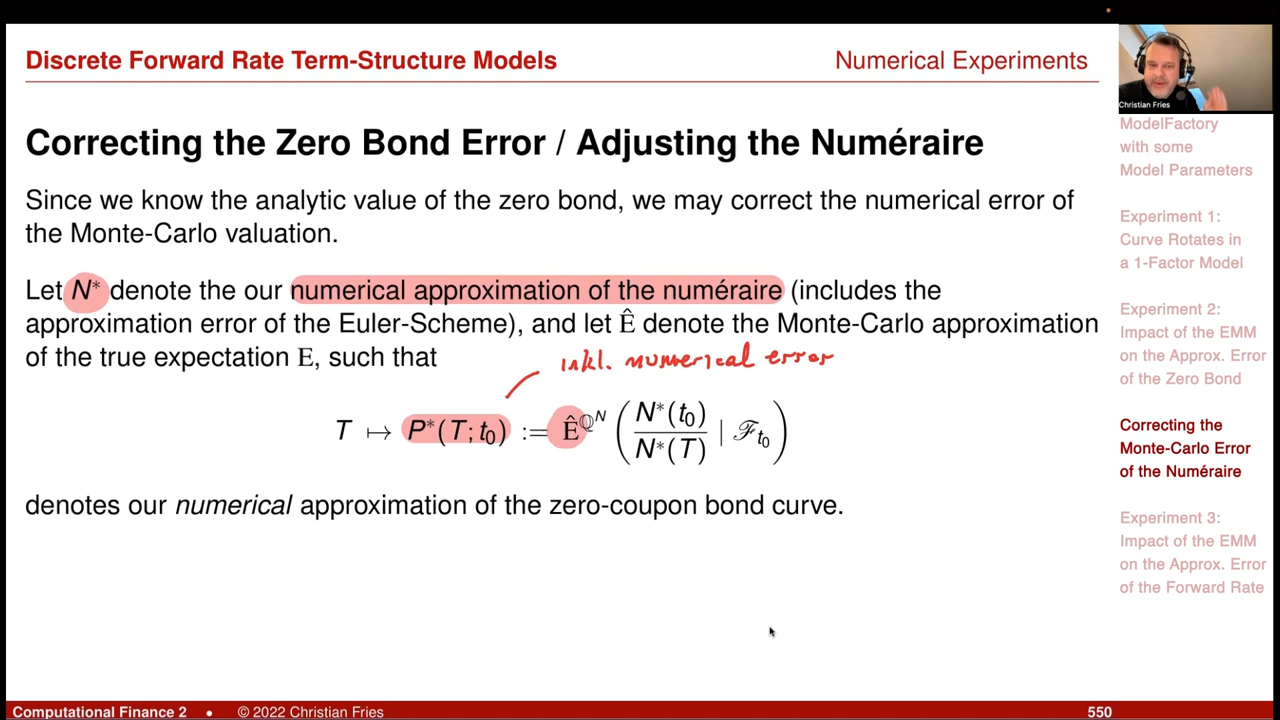 Discrete Forward Rate Term-Structure Models
Numerical Experiments
Christian Fries
Correcting the Zero Bond Error / Adjusting the Numéraire
Since we know the analytic value of the zero bond, we may correct the numerical error of
the Monte-Carlo valuation.
Let N* denote the our numerical approximation of the numéraire (includes the
approximation error of the Euler-Scheme), and let Ê denote the Monte-Carlo approximation
of the true expectation E, such that
inkl. numerical error
T ↦ P*(T; t₀) := Ê^ℚ^N ( N*(t₀) / N*(T) | ℱ_t₀ )
denotes our numerical approximation of the zero-coupon bond curve.
ModelFactory
with some
Model Parameters
Experiment 1:
Curve Rotates in
a 1-Factor Model
Experiment 2:
Impact of the EMM
on the Approx. Error
of the Zero Bond
Correcting the
Monte-Carlo Error
of the Numéraire
Experiment 3:
Impact of the EMM
on the Approx. Error
of the Forward Rate
Computational Finance 2 • © 2022 Christian Fries
550